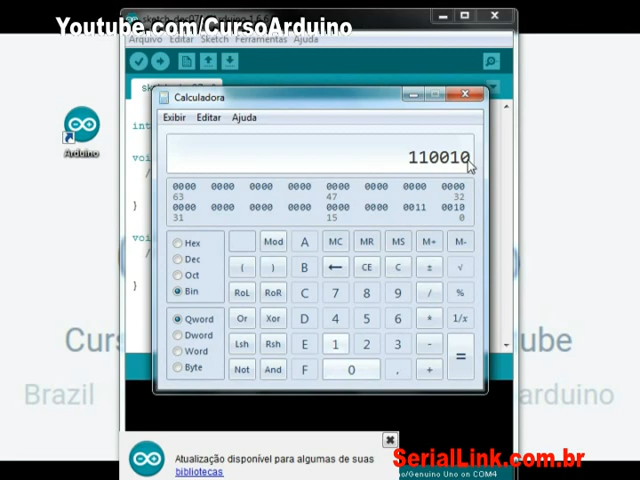 Youtube.com/CursoArduino
Arquivo Editar Sketch Ferramentas Ajuda
Calculadora
Exibir Editar Ajuda
110010
0000 0000 0000 0000 0000 0000 0000 0000
63 47 32
0000 0000 0000 0000 0000 0000 0011 0010
31 15 0
Hex Mod A MC MR MS M+ M-
Dec ( ) B ← CE C ± √
Oct
Bin RoL RoR C 7 8 9 / %
Qword Or Xor D 4 5 6 * 1/x
Dword Lsh Rsh E 1 2 3 - =
Word
Byte Not And F 0 , +
Arduino
int
voi
/
}
voi
/
}
Curs ube
Brazil arduino
Atualização disponível para algumas de suas
bibliotecas
SerialLink.com.br
/Genuino Uno on COM4